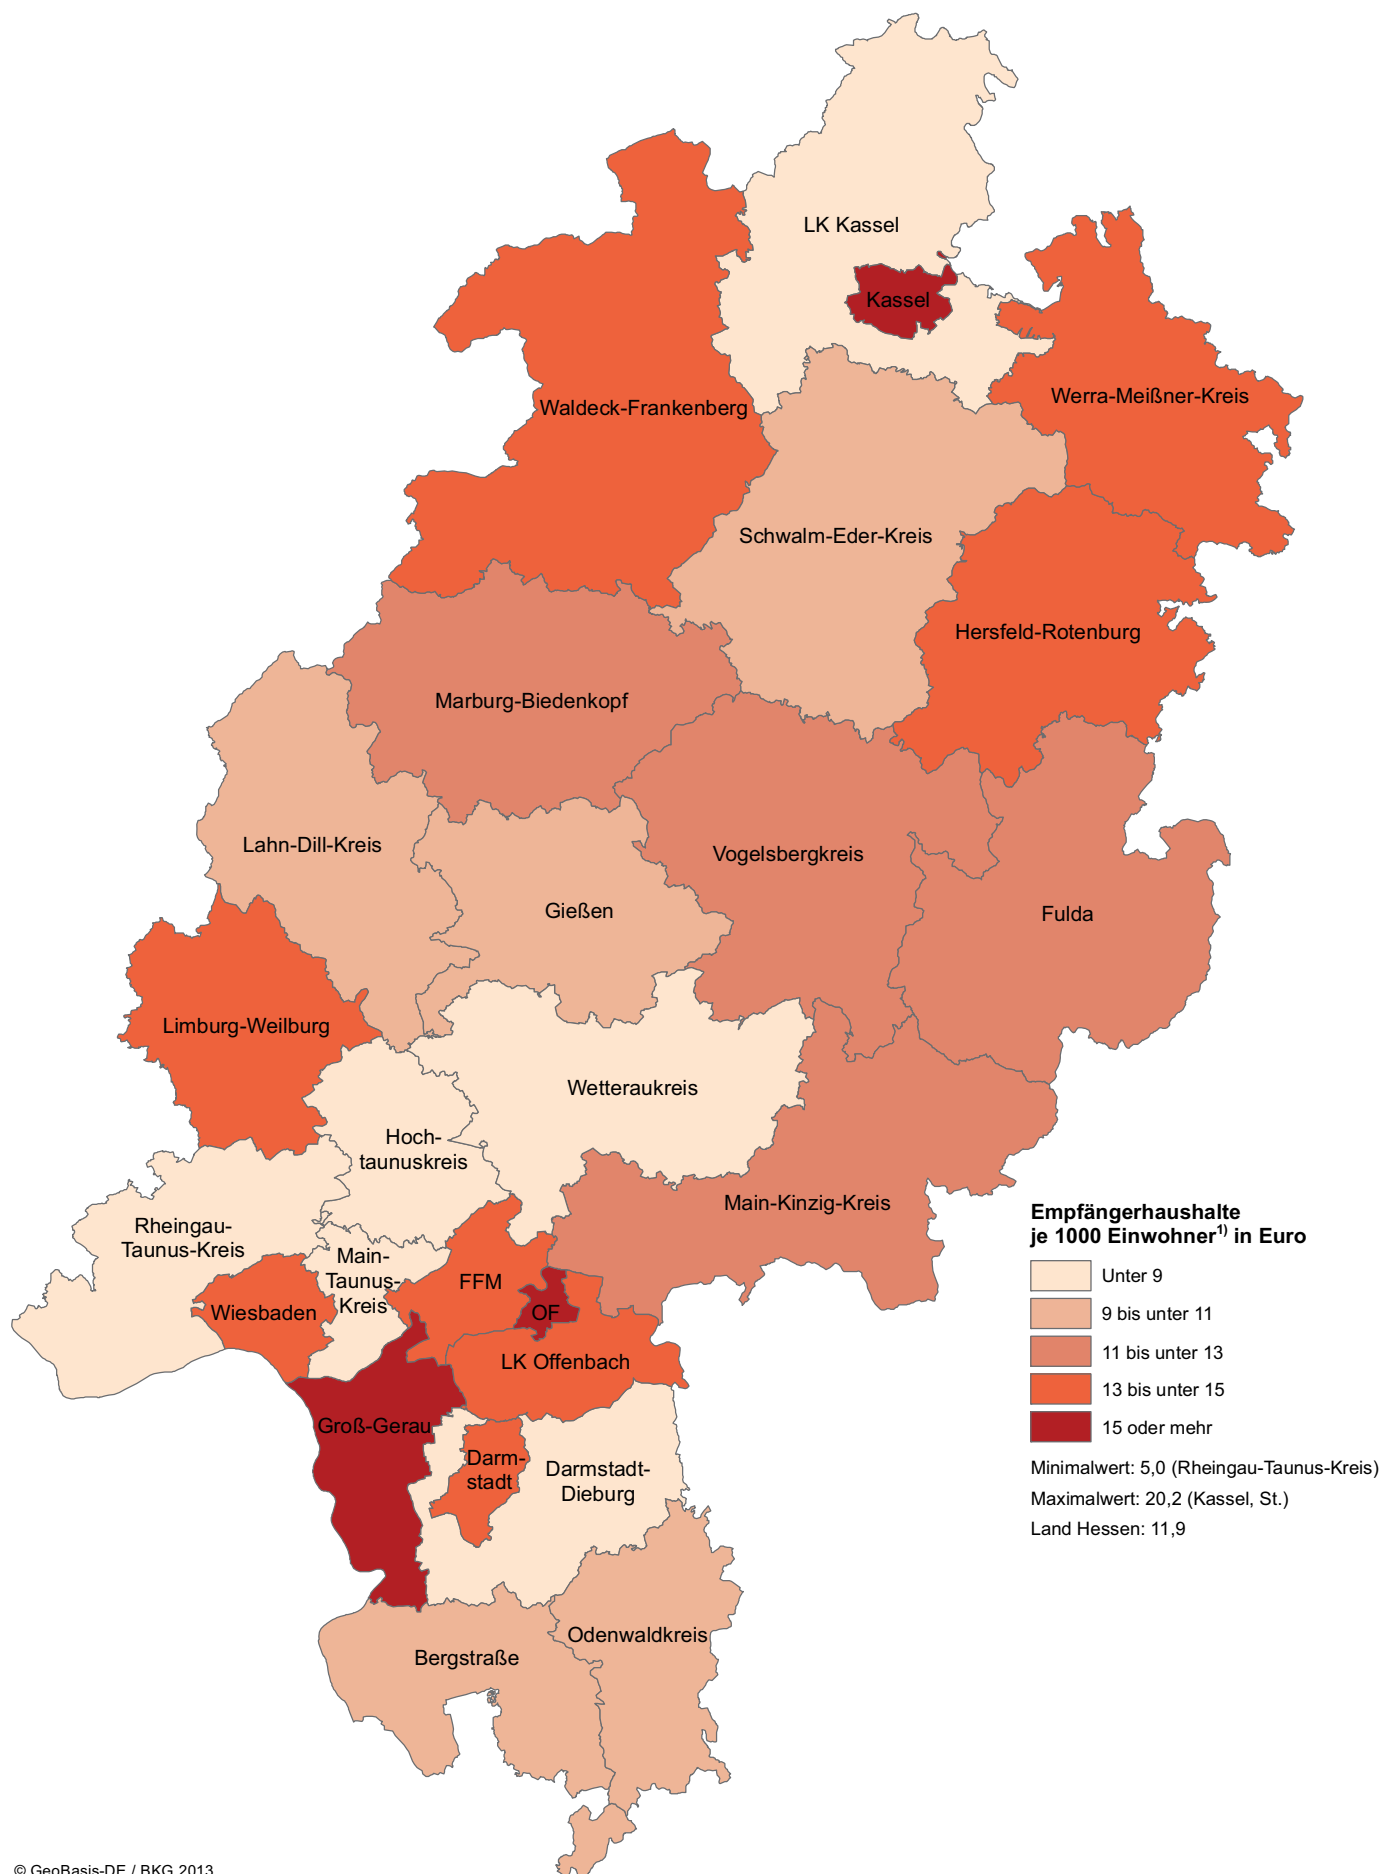 LK Kassel
Kassel
Werra-Meißner-Kreis
Waldeck-Frankenberg
Schwalm-Eder-Kreis
Hersfeld-Rotenburg
Marburg-Biedenkopf
Lahn-Dill-Kreis
Vogelsbergkreis
Gießen
Fulda
Limburg-Weilburg
Wetteraukreis
Hoch-
taunuskreis
Main-Kinzig-Kreis
Rheingau-
Taunus-Kreis
Main-
Taunus-
Kreis
FFM
Wiesbaden
OF
LK Offenbach
Groß-Gerau
Darm-
stadt
Darmstadt-
Dieburg
Odenwaldkreis
Bergstraße
Empfängerhaushalte
je 1000 Einwohner1) in Euro
Unter 9
9 bis unter 11
11 bis unter 13
13 bis unter 15
15 oder mehr
Minimalwert: 5,0 (Rheingau-Taunus-Kreis)
Maximalwert: 20,2 (Kassel, St.)
Land Hessen: 11,9
© GeoBasis-DE / BKG 2013